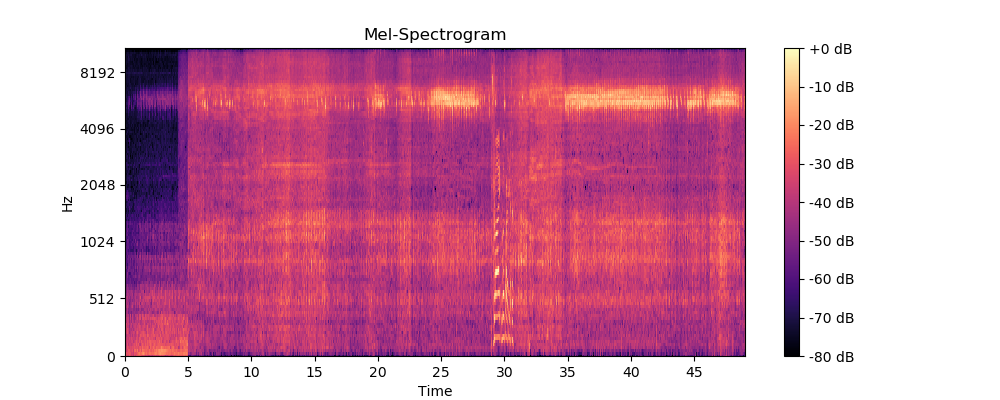 Mel-Spectrogram
Hz
8192
4096
2048
1024
512
0
0 5 10 15 20 25 30 35 40 45
Time
+0 dB
-10 dB
-20 dB
-30 dB
-40 dB
-50 dB
-60 dB
-70 dB
-80 dB